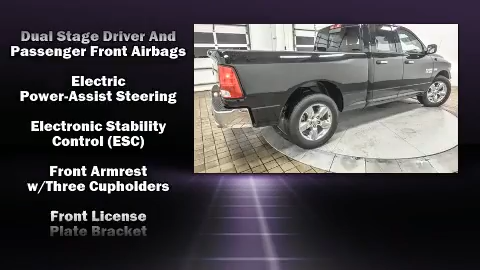 Dual Stage Driver And
Passenger Front Airbags
Electric
Power-Assist Steering
Electronic Stability
Control (ESC)
Front Armrest
w/Three Cupholders
Front License
Plate Bracket